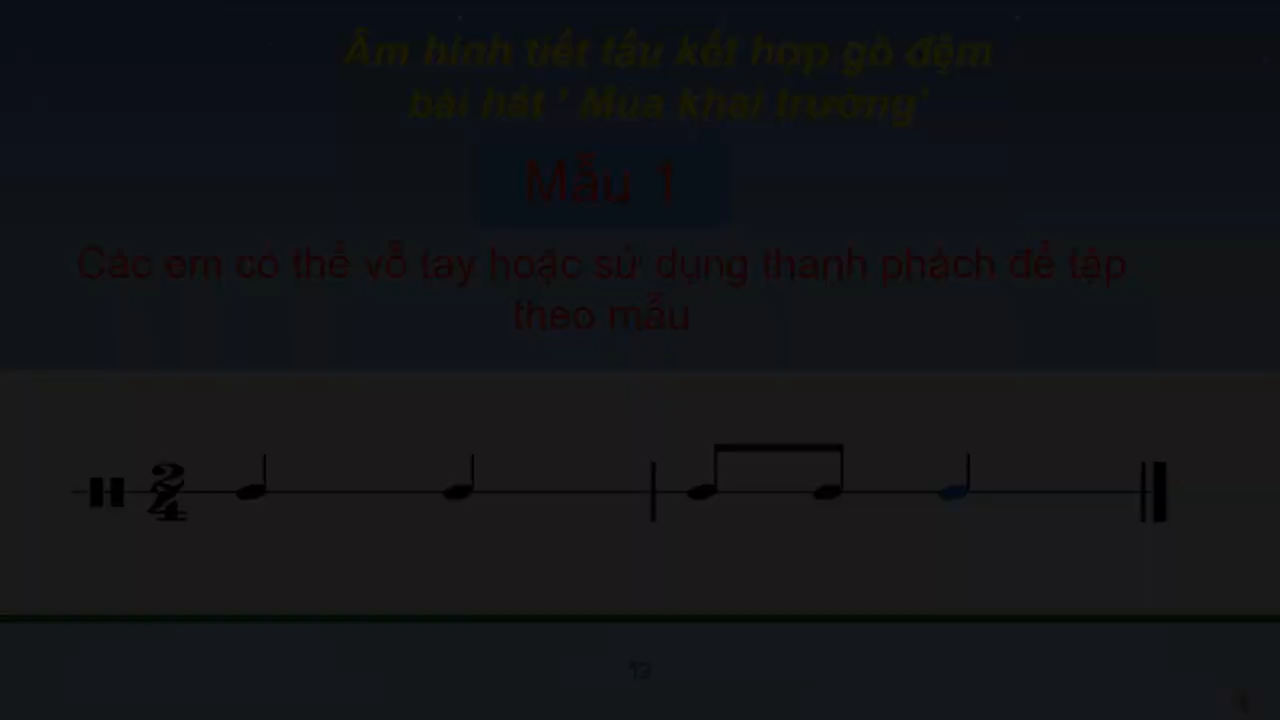 Âm hình tiết tấu kết hợp gõ đệm
bài hát ' Mùa khai trường'
Mẫu 1
Các em có thể vỗ tay hoặc sử dụng thanh phách để tập
theo mẫu
2
4
13